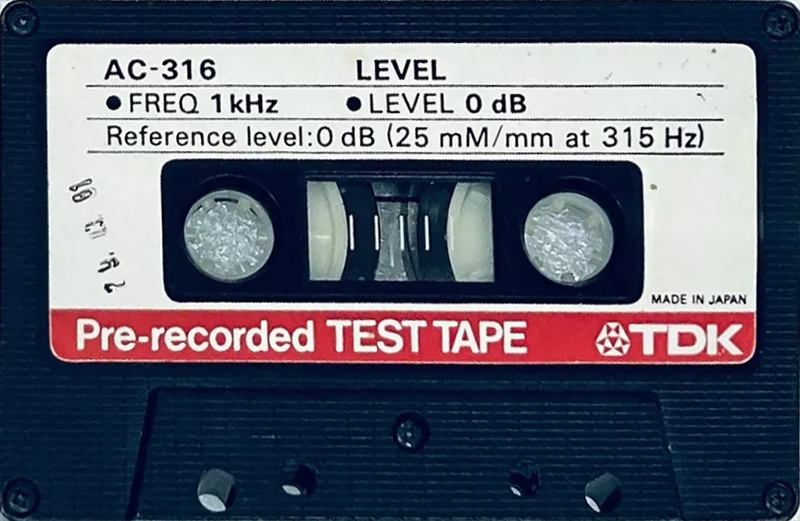 AC-316 LEVEL
● FREQ 1kHz ● LEVEL 0 dB
Reference level:0 dB (25 mM/mm at 315 Hz)
MADE IN JAPAN
Pre-recorded TEST TAPE TDK